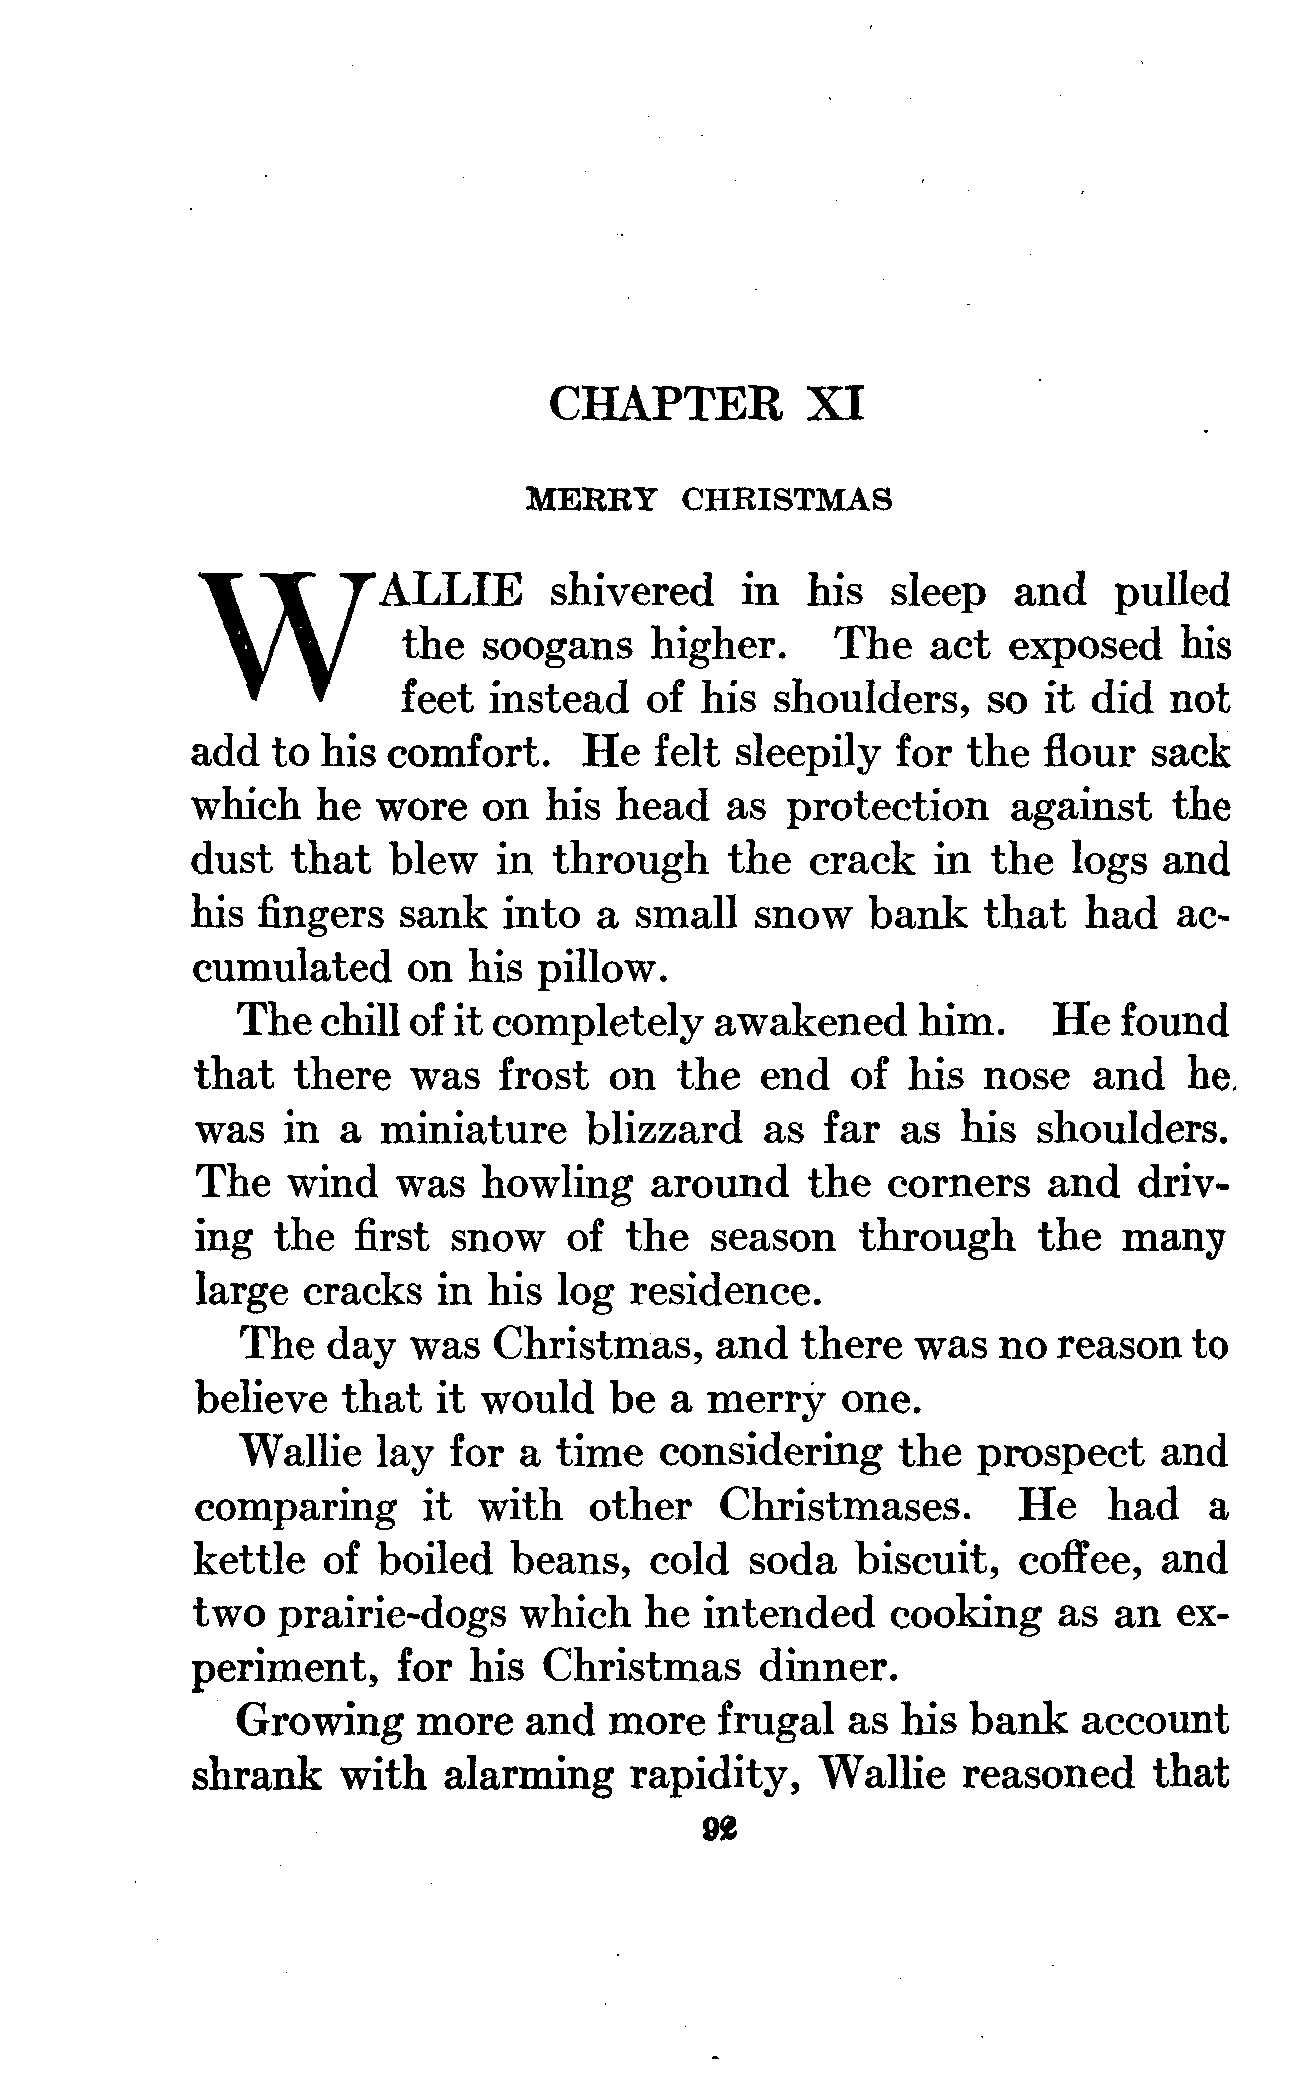 CHAPTER XI
MERRY CHRISTMAS
WALLIE shivered in his sleep and pulled
the soogans higher. The act exposed his
feet instead of his shoulders, so it did not
add to his comfort. He felt sleepily for the flour sack
which he wore on his head as protection against the
dust that blew in through the crack in the logs and
his fingers sank into a small snow bank that had ac-
cumulated on his pillow.
The chill of it completely awakened him. He found
that there was frost on the end of his nose and he
was in a miniature blizzard as far as his shoulders.
The wind was howling around the corners and driv-
ing the first snow of the season through the many
large cracks in his log residence.
The day was Christmas, and there was no reason to
believe that it would be a merry one.
Wallie lay for a time considering the prospect and
comparing it with other Christmases. He had a
kettle of boiled beans, cold soda biscuit, coffee, and
two prairie-dogs which he intended cooking as an ex-
periment, for his Christmas dinner.
Growing more and more frugal as his bank account
shrank with alarming rapidity, Wallie reasoned that
92